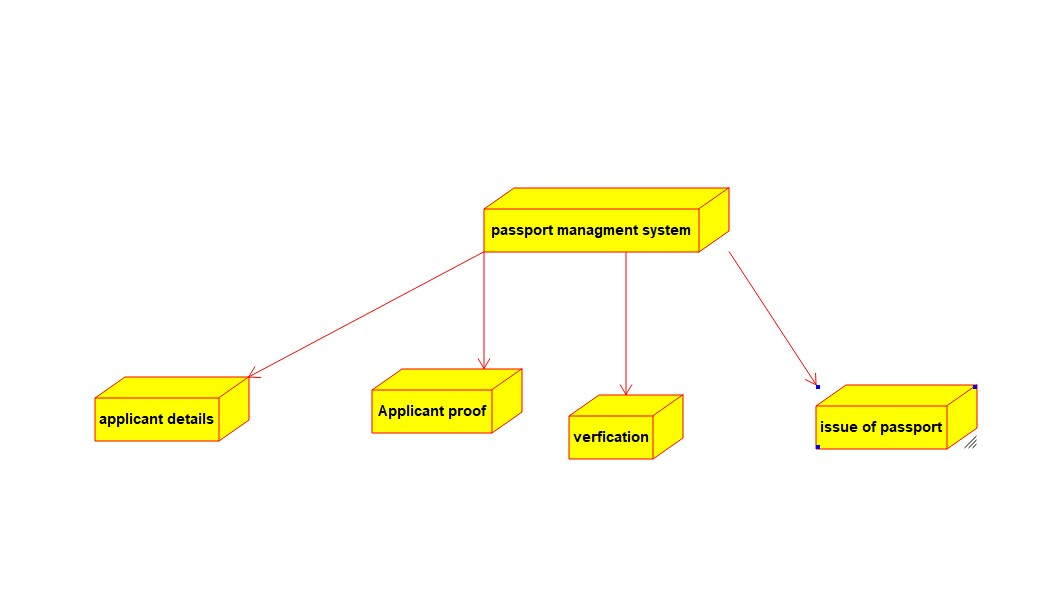 passport managment system
applicant details
Applicant proof
verfication
issue of passport